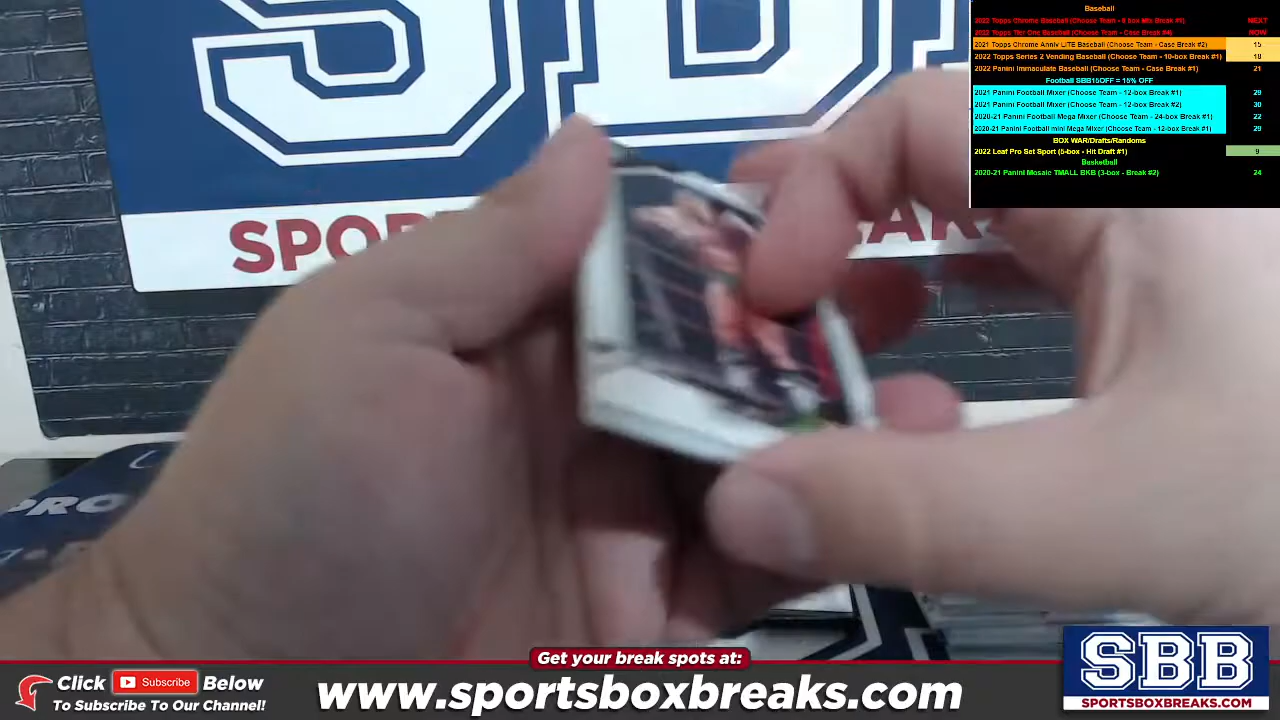 Baseball
2022 Topps Chrome Baseball (Choose Team - 6 box Mix Break #1) NEXT
2022 Topps Tier One Baseball (Choose Team - Case Break #4) NOW
2021 Topps Chrome Anniv LITE Baseball (Choose Team - Case Break #2) 15
2022 Topps Series 2 Vending Baseball (Choose Team - 10-box Break #1) 18
2022 Panini Immaculate Baseball (Choose Team - Case Break #1) 21
Football SBB15OFF = 15% OFF
2021 Panini Football Mixer (Choose Team - 12-box Break #1) 29
2021 Panini Football Mixer (Choose Team - 12-box Break #2) 30
2020-21 Panini Football Mega Mixer (Choose Team - 24-box Break #1) 22
2020-21 Panini Football mini Mega Mixer (Choose Team - 12-box Break #1) 29
BOX WAR/Drafts/Randoms
2022 Leaf Pro Set Sport (5-box - Hit Draft #1) 9
Basketball
2020-21 Panini Mosaic TMALL BKB (3-box - Break #2) 24
SBB
SPO
EAK
PRO
Get your break spots at:
Click Subscribe Below
To Subscribe To Our Channel!
www.sportsboxbreaks.com
SBB
SPORTSBOXBREAKS.COM